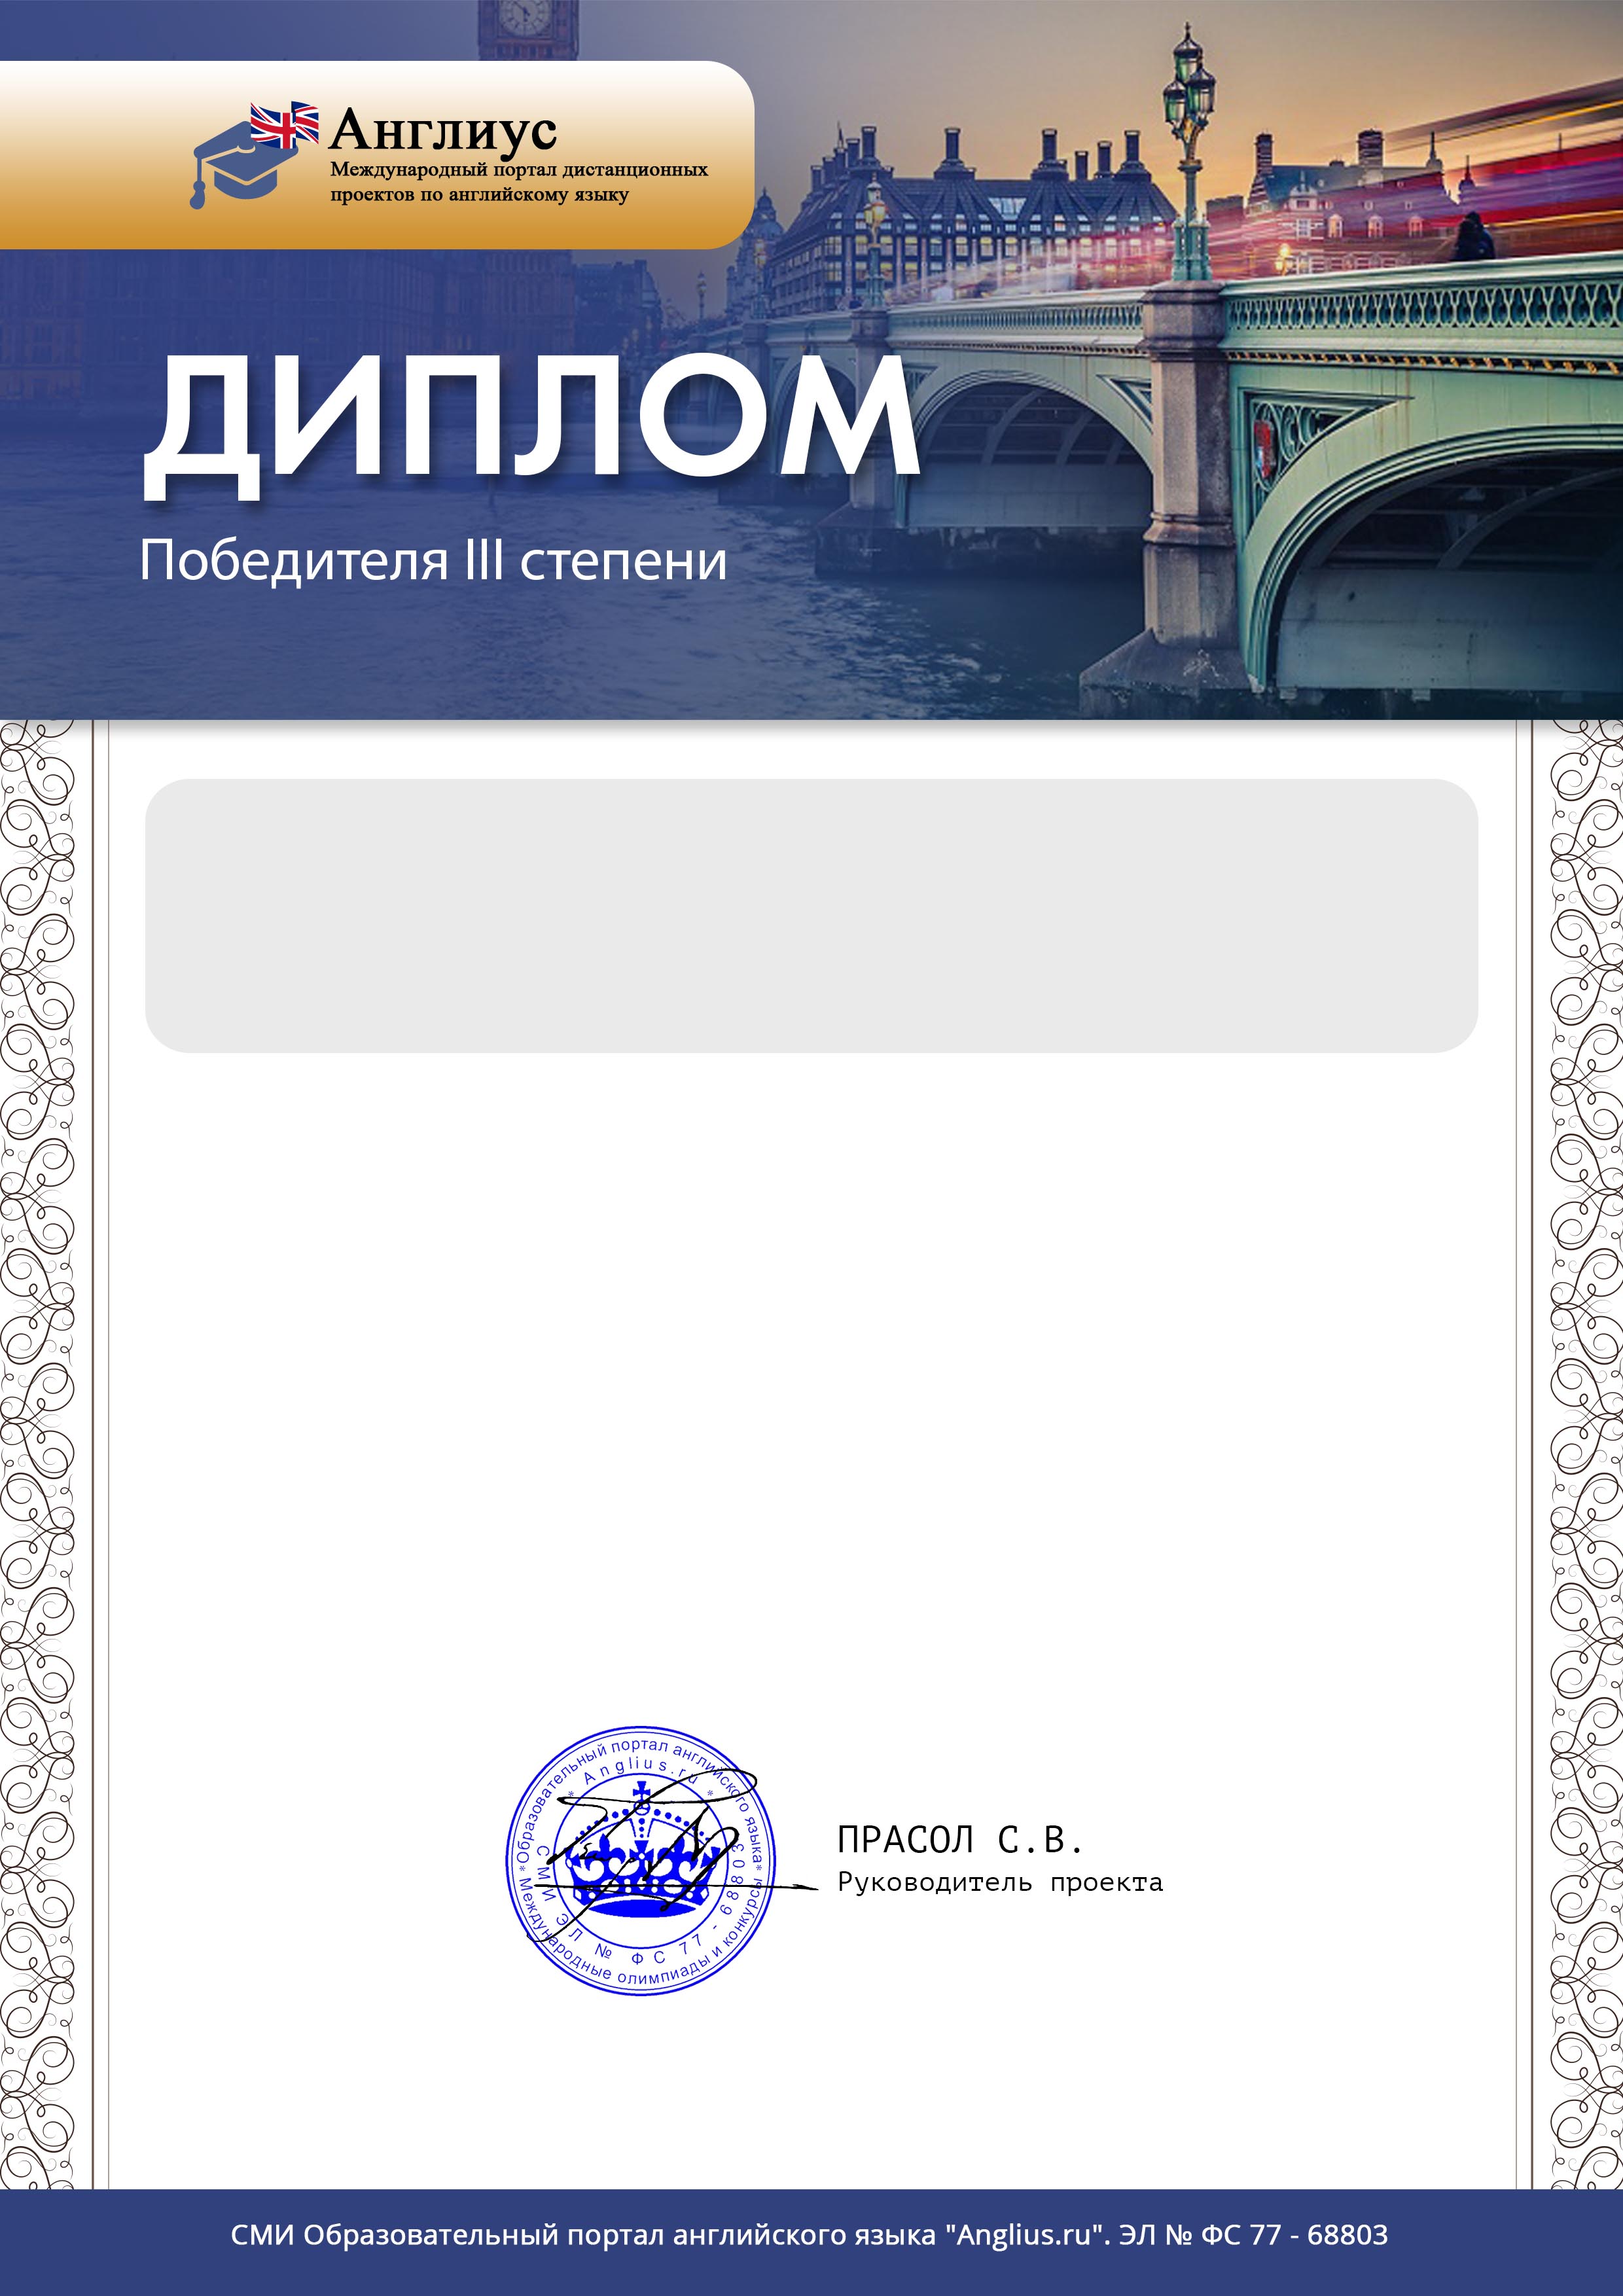 Англиус
Международный портал дистанционных
проектов по английскому языку
ДИПЛОМ
Победителя III степени
*Образовательный портал английского языка*
* Anglius.ru *
СМИ ЭЛ № ФС 77 - 68803
Международные олимпиады и конкурсы
ПРАСОЛ С.В.
Руководитель проекта
СМИ Образовательный портал английского языка "Anglius.ru". ЭЛ № ФС 77 - 68803